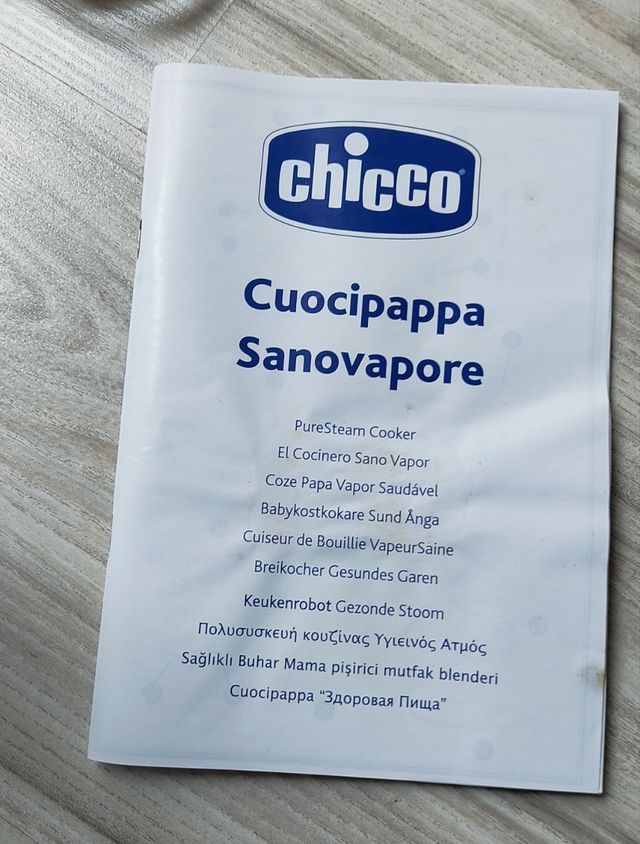 chicco
Cuocipappa
Sanovapore
PureSteam Cooker
El Cocinero Sano Vapor
Coze Papa Vapor Saudável
Babykostkokare Sund Ånga
Cuiseur de Bouillie VapeurSaine
Breikocher Gesundes Garen
Keukenrobot Gezonde Stoom
Πολυσυσκευή κουζίνας Υγιεινός Ατμός
Sağlıklı Buhar Mama pişirici mutfak blenderi
Cuocipappa “Здоровая Пища”